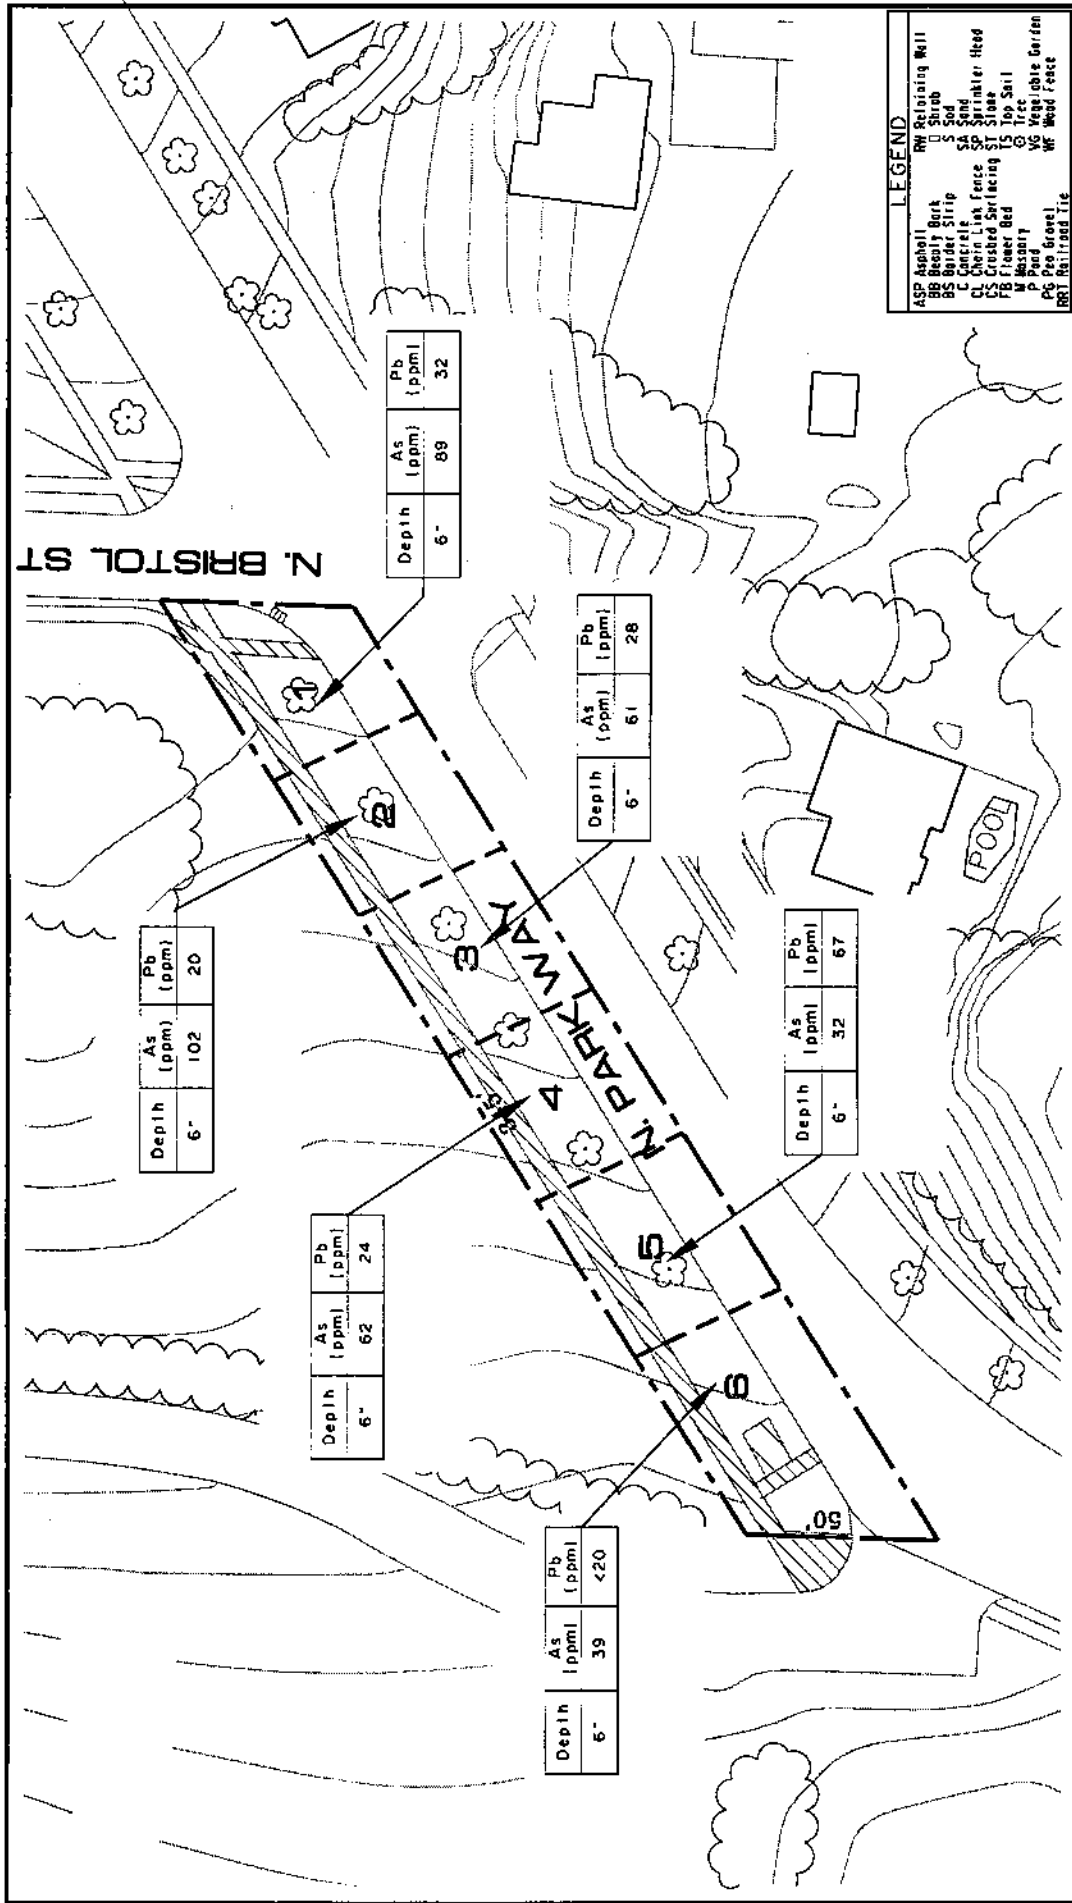 N. BRISTOL ST
N. PARK WAY
1
2
3
4
5
6
35'
50'
POOL
Depth As (ppm) Pb (ppm)
6" 39 <20
Depth As (ppm) Pb (ppm)
6" 62 24
Depth As (ppm) Pb (ppm)
6" 102 20
Depth As (ppm) Pb (ppm)
6" 32 67
Depth As (ppm) Pb (ppm)
6" 61 28
Depth As (ppm) Pb (ppm)
6" 89 32
LEGEND
ASP Asphalt RW Retaining Wall
BB Beauty Bark Shrub
BS Border Strip S Sod
C Concrete SA Sand
CL Chain Link Fence SP Sprinkler Head
CS Crushed Surfacing ST Stone
FB Flower Bed TS Top Soil
M Masonry Tree
P Pond VG Vegetable Garden
PG Pea Gravel WF Wood Fence
RRT Railroad Tie